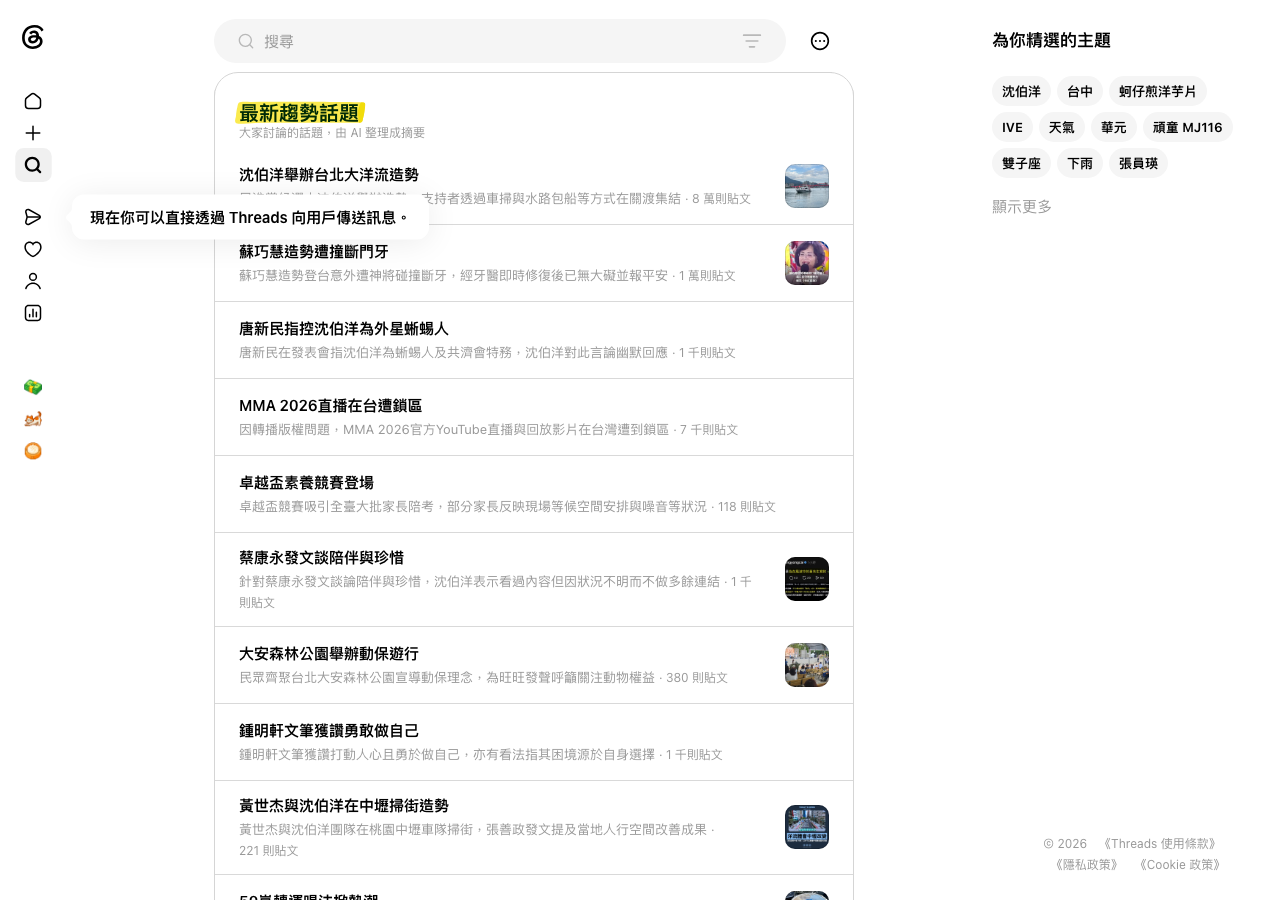 搜尋
最新趨勢話題
大家討論的話題，由 AI 整理成摘要
沈伯洋舉辦台北大洋流造勢
支持者透過車掃與水路包船等方式在關渡集結 · 8 萬則貼文
現在你可以直接透過 Threads 向用戶傳送訊息。
蘇巧慧造勢遭撞斷門牙
蘇巧慧造勢登台意外遭神將碰撞斷牙，經牙醫即時修復後已無大礙並報平安 · 1 萬則貼文
唐新民指控沈伯洋為外星蜥蜴人
唐新民在發表會指沈伯洋為蜥蜴人及共濟會特務，沈伯洋對此言論幽默回應 · 1 千則貼文
MMA 2026直播在台遭鎖區
因轉播版權問題，MMA 2026官方YouTube直播與回放影片在台灣遭到鎖區 · 7 千則貼文
卓越盃素養競賽登場
卓越盃競賽吸引全臺大批家長陪考，部分家長反映現場等候空間安排與噪音等狀況 · 118 則貼文
蔡康永發文談陪伴與珍惜
針對蔡康永發文談論陪伴與珍惜，沈伯洋表示看過內容但因狀況不明而不做多餘連結 · 1 千
則貼文
大安森林公園舉辦動保遊行
民眾齊聚台北大安森林公園宣導動保理念，為旺旺發聲呼籲關注動物權益 · 380 則貼文
鍾明軒文筆獲讚勇敢做自己
鍾明軒文筆獲讚打動人心且勇於做自己，亦有看法指其困境源於自身選擇 · 1 千則貼文
黃世杰與沈伯洋在中壢掃街造勢
黃世杰與沈伯洋團隊在桃園中壢車隊掃街，張善政發文提及當地人行空間改善成果 ·
221 則貼文
50嵐轉運喝法掀熱潮
為你精選的主題
沈伯洋
台中
蚵仔煎洋芋片
IVE
天氣
華元
頑童 MJ116
雙子座
下雨
張員瑛
顯示更多
© 2026
《Threads 使用條款》
《隱私政策》
《Cookie 政策》